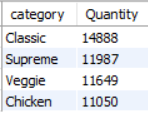 category Quantity
Classic 14888
Supreme 11987
Veggie 11649
Chicken 11050